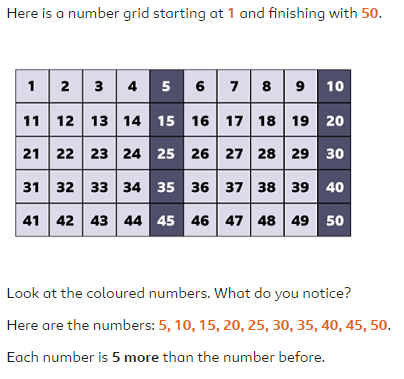 Here is a number grid starting at 1 and finishing with 50.
1 2 3 4 5 6 7 8 9 10
11 12 13 14 15 16 17 18 19 20
21 22 23 24 25 26 27 28 29 30
31 32 33 34 35 36 37 38 39 40
41 42 43 44 45 46 47 48 49 50
Look at the coloured numbers. What do you notice?
Here are the numbers: 5, 10, 15, 20, 25, 30, 35, 40, 45, 50.
Each number is 5 more than the number before.